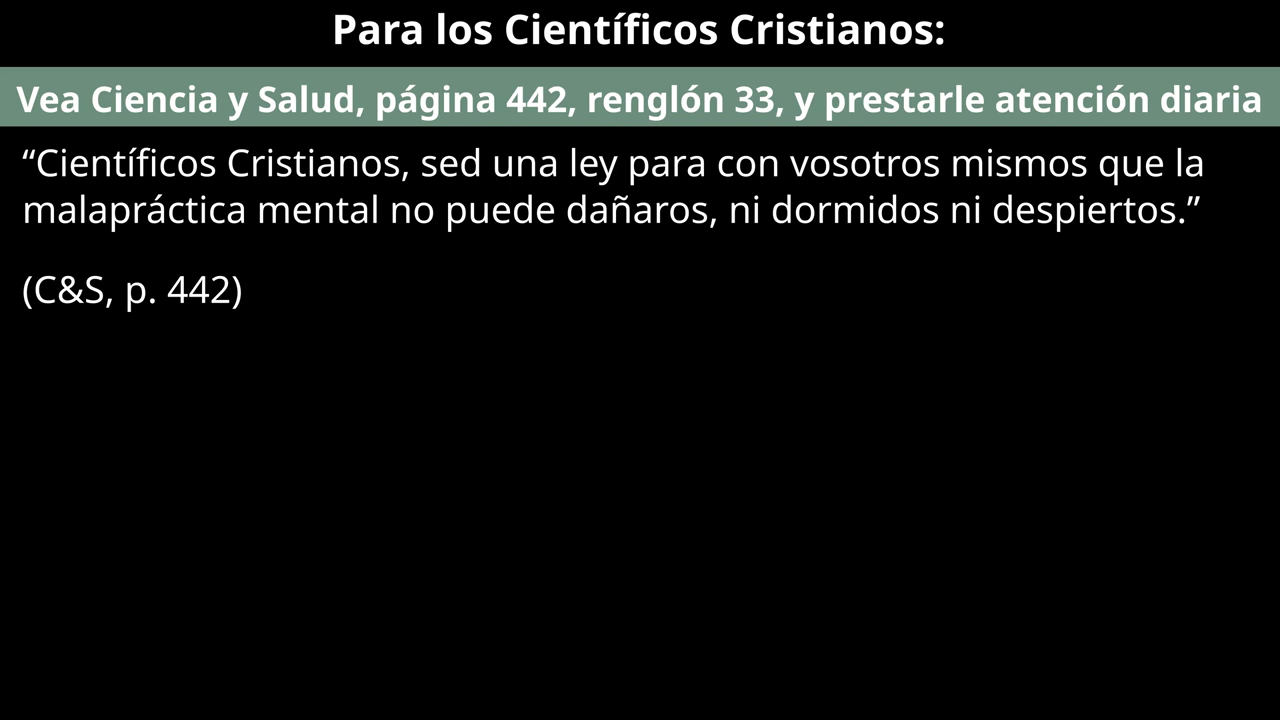 Para los Científicos Cristianos:
Vea Ciencia y Salud, página 442, renglón 33, y prestarle atención diaria
“Científicos Cristianos, sed una ley para con vosotros mismos que la
malapráctica mental no puede dañaros, ni dormidos ni despiertos.”
(C&S, p. 442)